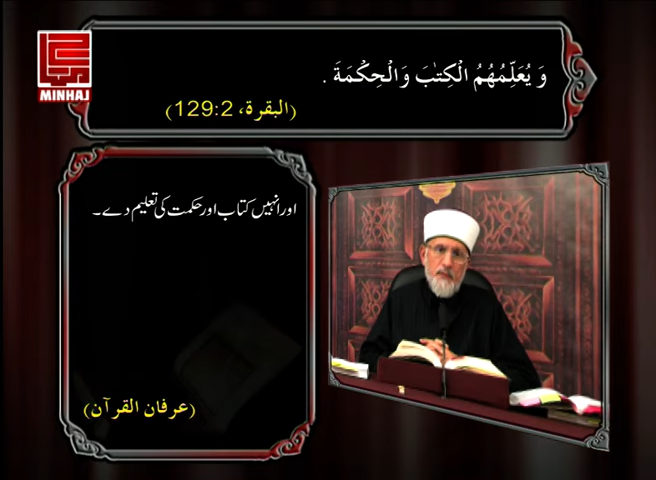 MINHAJ
وَ يُعَلِّمُهُمُ الْكِتٰبَ وَالْحِكْمَةَ .
(البقرة، 129:2)
اور انہیں کتاب اور حکمت کی تعلیم دے۔
(عرفان القرآن)